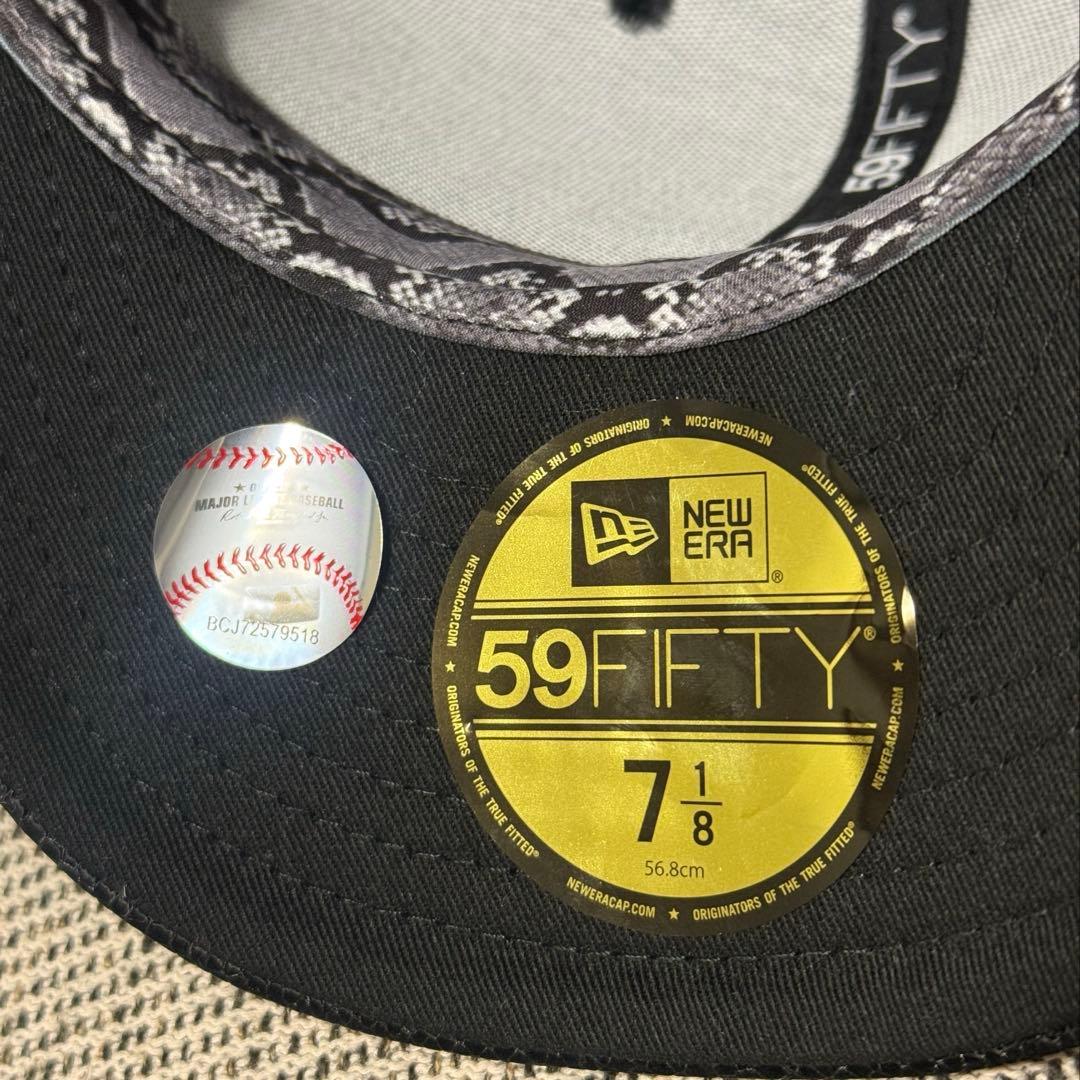 59FIFTY®
MAJOR BASEBALL
BCJ72579518
NEW
ERA
®
59FIFTY®
7 1/8
56.8cm
ORIGINATORS OF THE TRUE FITTED® ★ NEWERACAP.COM ★ ORIGINATORS OF THE TRUE FITTED® ★ NEWERACAP.COM
ORIGINATORS OF THE TRUE FITTED® ★ NEWERACAP.COM
NEWERACAP.COM ★ ORIGINATORS OF THE TRUE FITTED®